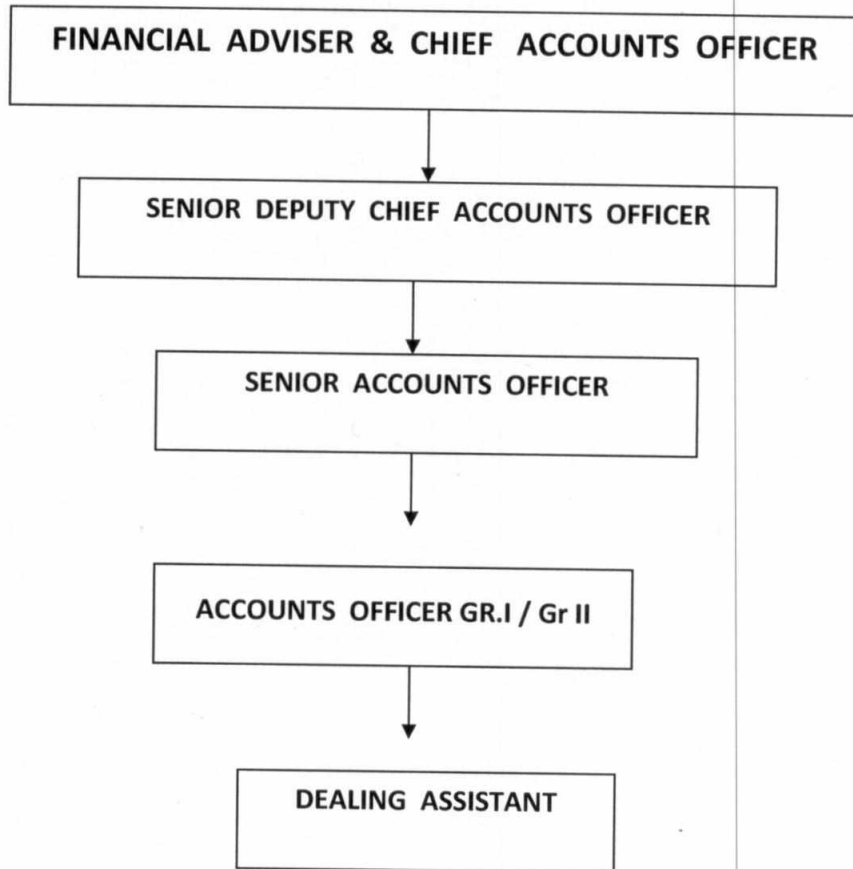 FINANCIAL ADVISER & CHIEF ACCOUNTS OFFICER
SENIOR DEPUTY CHIEF ACCOUNTS OFFICER
SENIOR ACCOUNTS OFFICER
ACCOUNTS OFFICER GR.I / Gr II
DEALING ASSISTANT